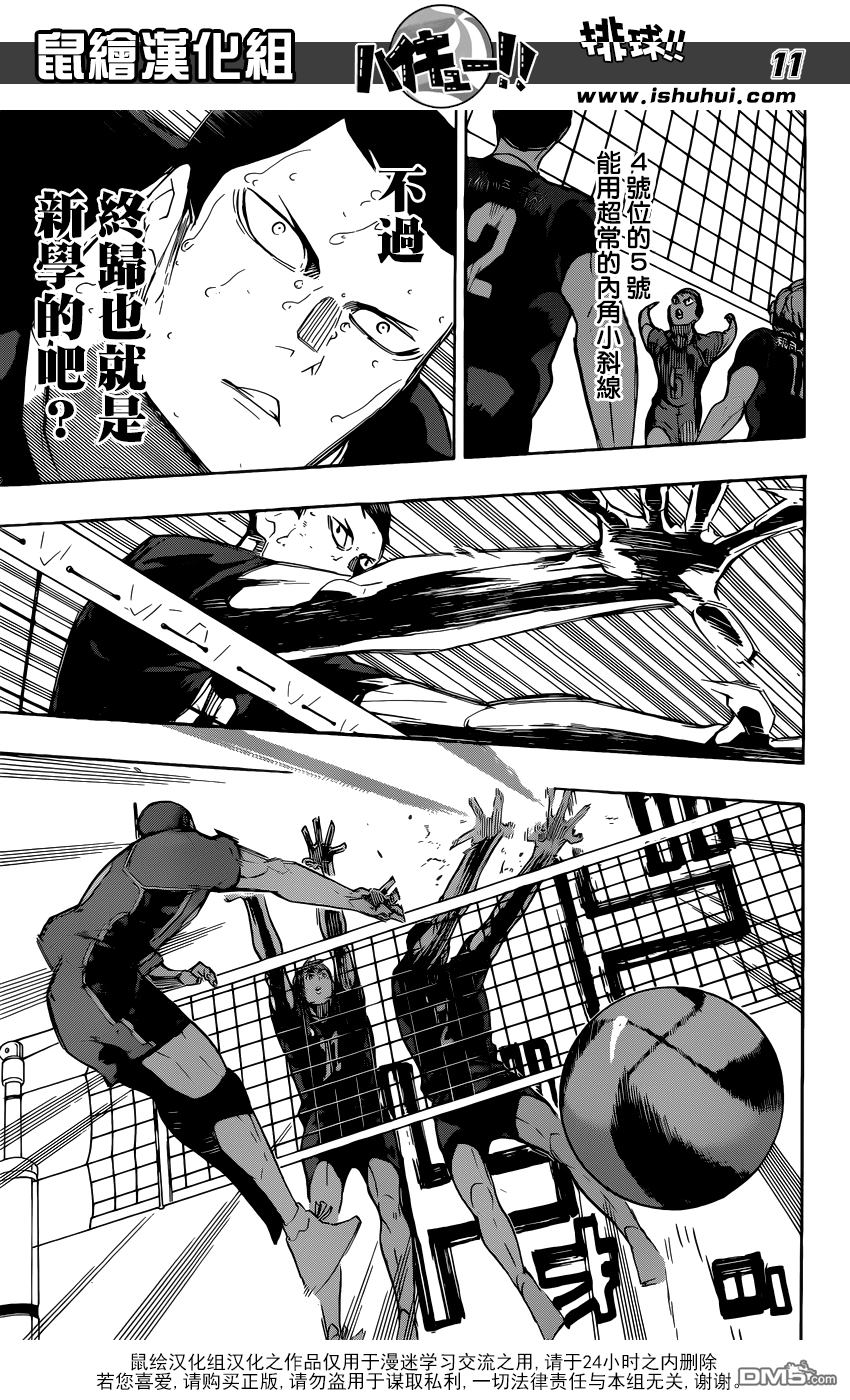 鼠繪漢化組
ハイキュー!!
排球!!
11
www.ishuhui.com
4號位的5號
能用超常的內角小斜線
2
5
不過
終歸也就是
新學的吧？
鼠绘汉化组汉化之作品仅用于漫迷学习交流之用, 请于24小时之内删除
若您喜爱, 请购买正版, 请勿盗用于谋取私利, 一切法律责任与本组无关, 谢谢。
DM5.com